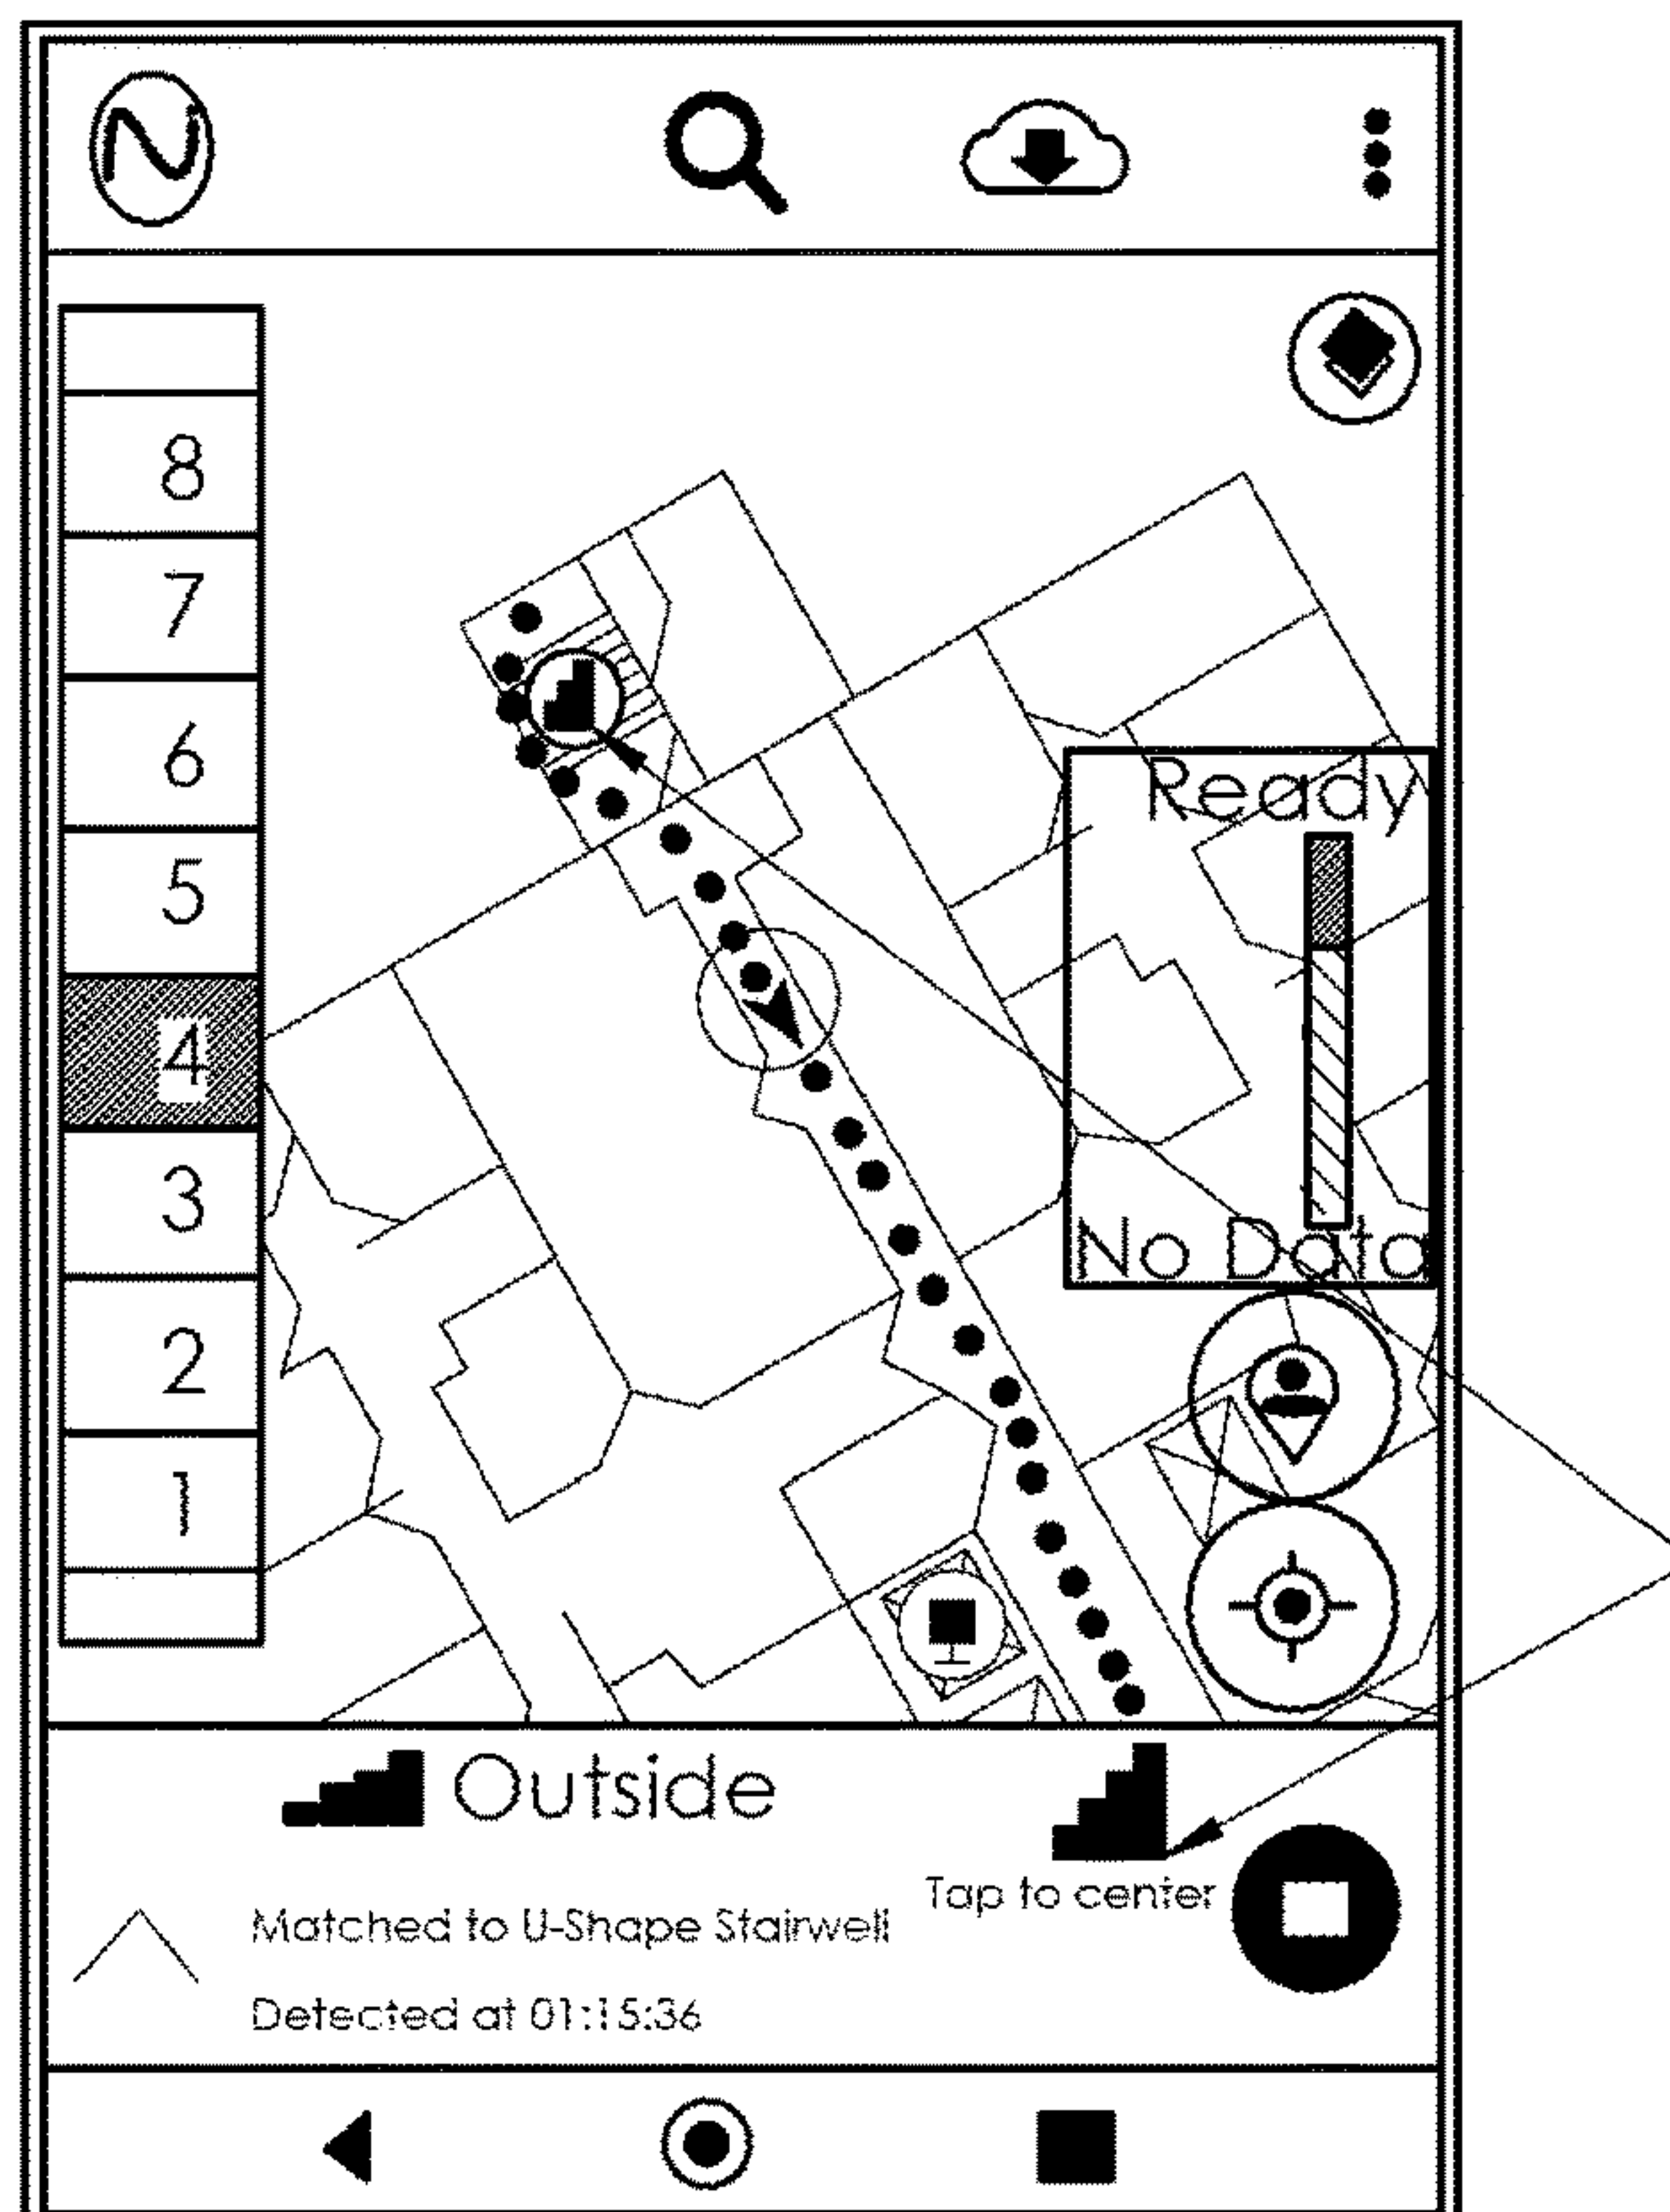 8
7
6
5
4
3
2
1
Ready
No Data
Outside
Tap to center
Matched to U-Shape Stairwell
Detected at 01:15:36